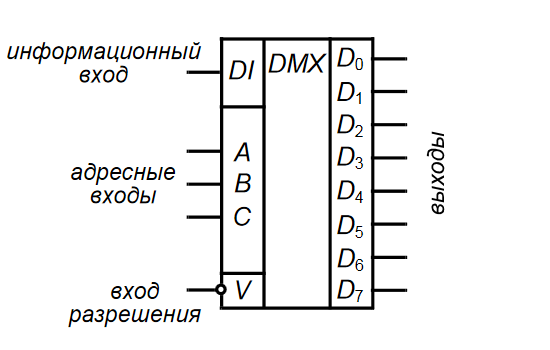 информационный
вход
DI
DMX
D0
D1
D2
D3
D4
D5
D6
D7
A
B
C
адресные
входы
V
вход
разрешения
выходы